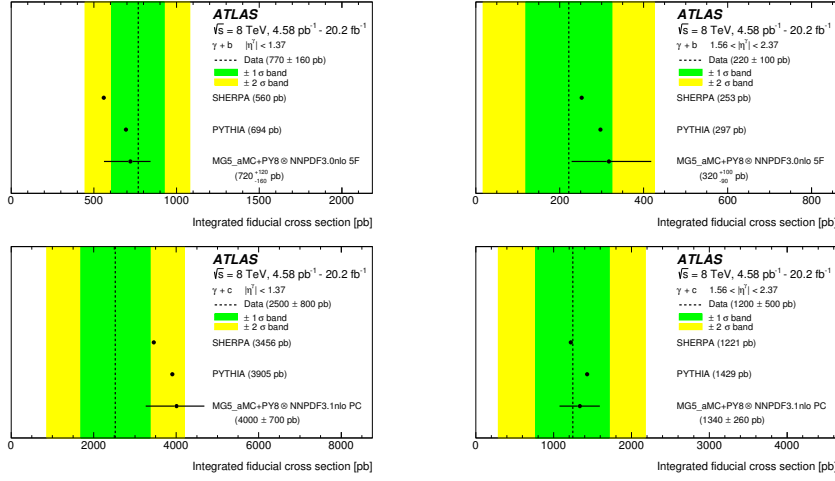 ATLAS
√s = 8 TeV, 4.58 pb⁻¹ - 20.2 fb⁻¹
γ + b |η^γ| < 1.37
Data (770 ± 160 pb)
± 1 σ band
± 2 σ band
SHERPA (560 pb)
PYTHIA (694 pb)
MG5_aMC+PY8 ⊗ NNPDF3.0nlo 5F
(720 +120 -160 pb)
0 500 1000 1500 2000
Integrated fiducial cross section [pb]
ATLAS
√s = 8 TeV, 4.58 pb⁻¹ - 20.2 fb⁻¹
γ + b 1.56 < |η^γ| < 2.37
Data (220 ± 100 pb)
± 1 σ band
± 2 σ band
SHERPA (253 pb)
PYTHIA (297 pb)
MG5_aMC+PY8 ⊗ NNPDF3.0nlo 5F
(320 +100 -90 pb)
0 200 400 600 800
Integrated fiducial cross section [pb]
ATLAS
√s = 8 TeV, 4.58 pb⁻¹ - 20.2 fb⁻¹
γ + c |η^γ| < 1.37
Data (2500 ± 800 pb)
± 1 σ band
± 2 σ band
SHERPA (3456 pb)
PYTHIA (3905 pb)
MG5_aMC+PY8 ⊗ NNPDF3.1nlo PC
(4000 ± 700 pb)
0 2000 4000 6000 8000
Integrated fiducial cross section [pb]
ATLAS
√s = 8 TeV, 4.58 pb⁻¹ - 20.2 fb⁻¹
γ + c 1.56 < |η^γ| < 2.37
Data (1200 ± 500 pb)
± 1 σ band
± 2 σ band
SHERPA (1221 pb)
PYTHIA (1429 pb)
MG5_aMC+PY8 ⊗ NNPDF3.1nlo PC
(1340 ± 260 pb)
0 1000 2000 3000 4000
Integrated fiducial cross section [pb]